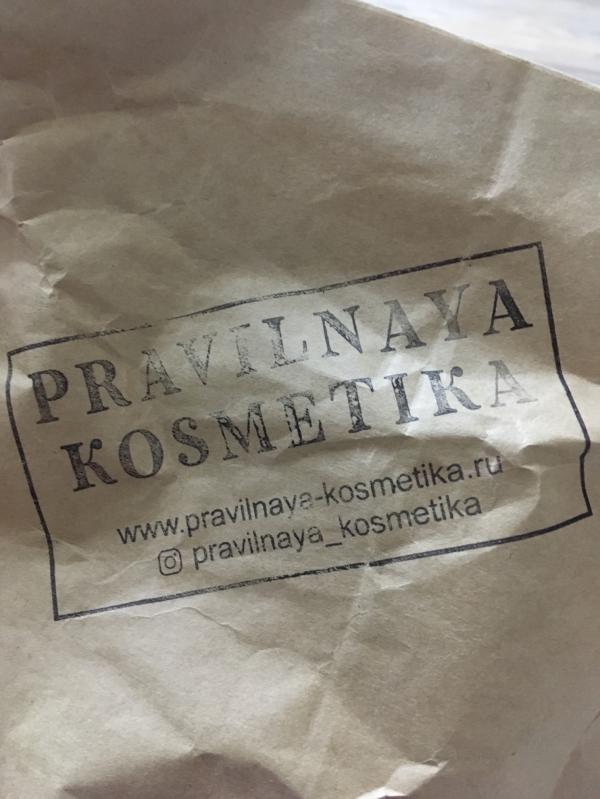 PRAVILNAYA
KOSMETIKA
www.pravilnaya-kosmetika.ru
pravilnaya_kosmetika